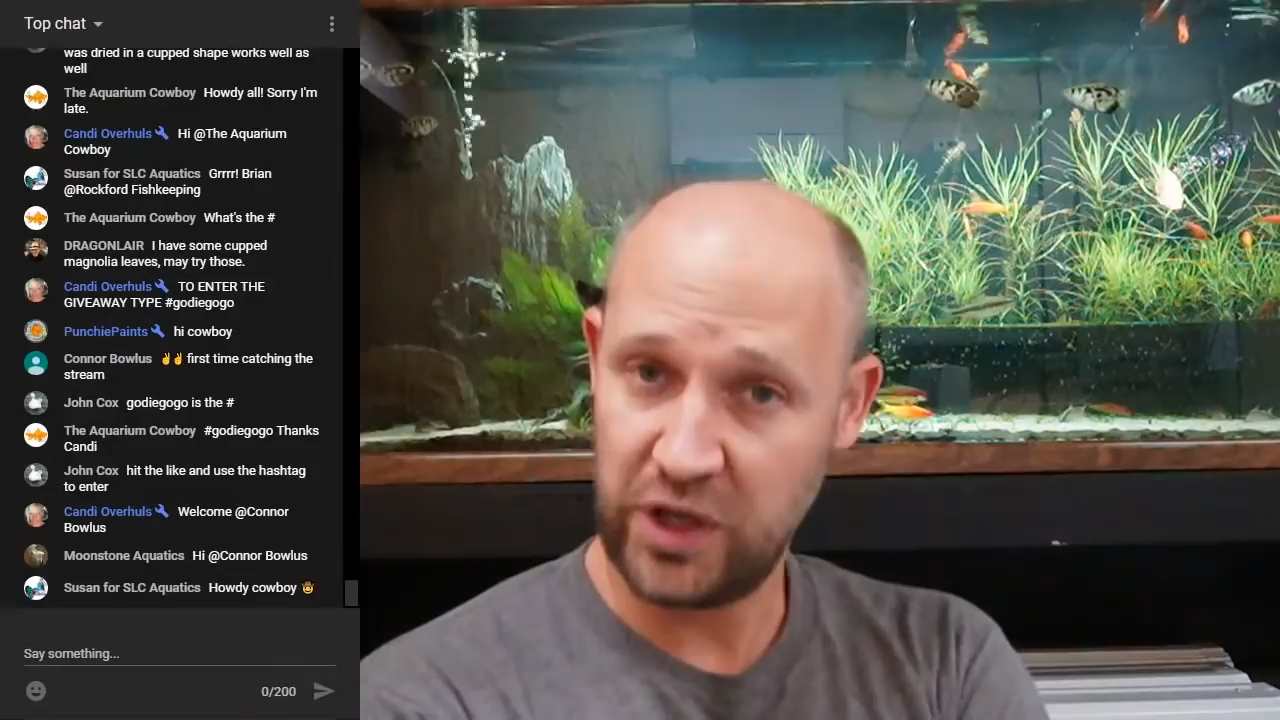 Top chat
was dried in a cupped shape works well as
well
The Aquarium Cowboy Howdy all! Sorry I'm
late.
Candi Overhuls Hi @The Aquarium
Cowboy
Susan for SLC Aquatics Grrrr! Brian
@Rockford Fishkeeping
The Aquarium Cowboy What's the #
DRAGONLAIR I have some cupped
magnolia leaves, may try those.
Candi Overhuls TO ENTER THE
GIVEAWAY TYPE #godiegogo
PunchiePaints hi cowboy
Connor Bowlus ✌✌ first time catching the
stream
John Cox godiegogo is the #
The Aquarium Cowboy #godiegogo Thanks
Candi
John Cox hit the like and use the hashtag
to enter
Candi Overhuls Welcome @Connor
Bowlus
Moonstone Aquatics Hi @Connor Bowlus
Susan for SLC Aquatics Howdy cowboy 🤠
Say something...
0/200